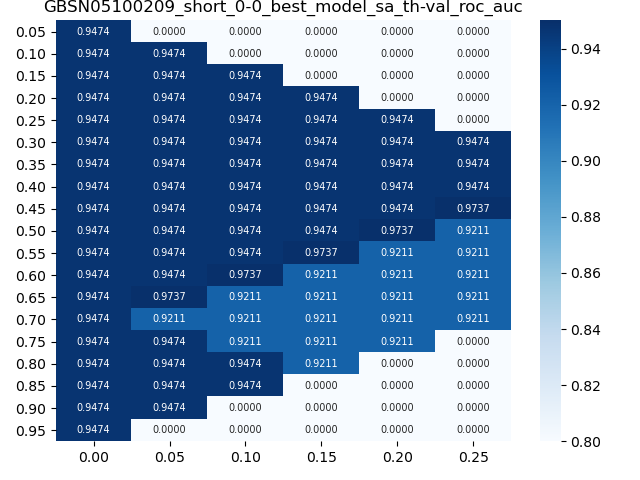 GBSN05100209_short_0-0_best_model_sa_th-val_roc_auc
0.05 0.9474 0.0000 0.0000 0.0000 0.0000 0.0000
0.10 0.9474 0.9474 0.0000 0.0000 0.0000 0.0000
0.15 0.9474 0.9474 0.9474 0.0000 0.0000 0.0000
0.20 0.9474 0.9474 0.9474 0.9474 0.0000 0.0000
0.25 0.9474 0.9474 0.9474 0.9474 0.9474 0.0000
0.30 0.9474 0.9474 0.9474 0.9474 0.9474 0.9474
0.35 0.9474 0.9474 0.9474 0.9474 0.9474 0.9474
0.40 0.9474 0.9474 0.9474 0.9474 0.9474 0.9474
0.45 0.9474 0.9474 0.9474 0.9474 0.9474 0.9737
0.50 0.9474 0.9474 0.9474 0.9474 0.9737 0.9211
0.55 0.9474 0.9474 0.9474 0.9737 0.9211 0.9211
0.60 0.9474 0.9474 0.9737 0.9211 0.9211 0.9211
0.65 0.9474 0.9737 0.9211 0.9211 0.9211 0.9211
0.70 0.9474 0.9211 0.9211 0.9211 0.9211 0.9211
0.75 0.9474 0.9474 0.9211 0.9211 0.9211 0.0000
0.80 0.9474 0.9474 0.9474 0.9211 0.0000 0.0000
0.85 0.9474 0.9474 0.9474 0.0000 0.0000 0.0000
0.90 0.9474 0.9474 0.0000 0.0000 0.0000 0.0000
0.95 0.9474 0.0000 0.0000 0.0000 0.0000 0.0000
0.00 0.05 0.10 0.15 0.20 0.25
0.94
0.92
0.90
0.88
0.86
0.84
0.82
0.80